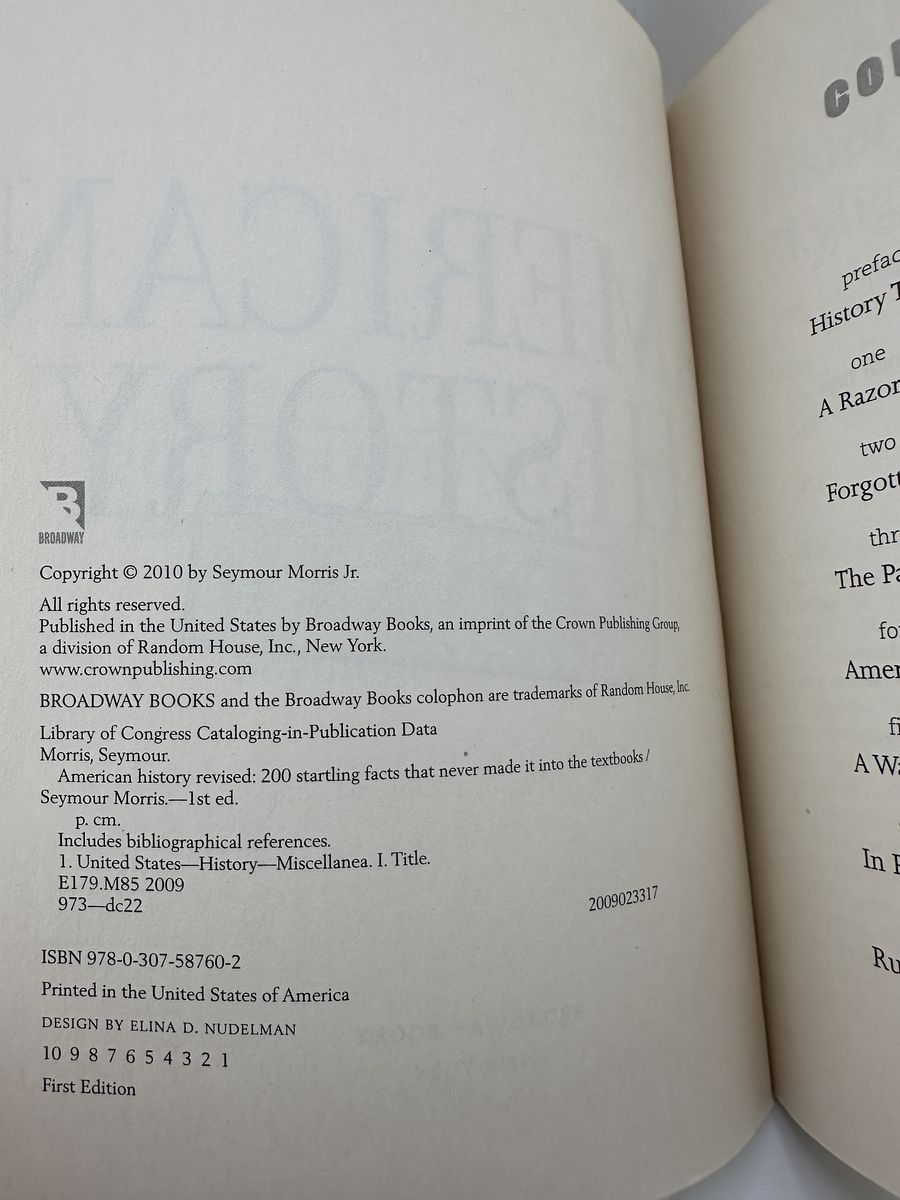 BROADWAY
Copyright © 2010 by Seymour Morris Jr.
All rights reserved.
Published in the United States by Broadway Books, an imprint of the Crown Publishing Group,
a division of Random House, Inc., New York.
www.crownpublishing.com
BROADWAY BOOKS and the Broadway Books colophon are trademarks of Random House, Inc.
Library of Congress Cataloging-in-Publication Data
Morris, Seymour.
American history revised: 200 startling facts that never made it into the textbooks /
Seymour Morris.—1st ed.
p. cm.
Includes bibliographical references.
1. United States—History—Miscellanea. I. Title.
E179.M85 2009
973—dc22
2009023317
ISBN 978-0-307-58760-2
Printed in the United States of America
DESIGN BY ELINA D. NUDELMAN
10 9 8 7 6 5 4 3 2 1
First Edition
prefac
History T
one
A Razor
two
Forgott
thr
The Pa
fo
Amer
fi
A Wa
In
Ru